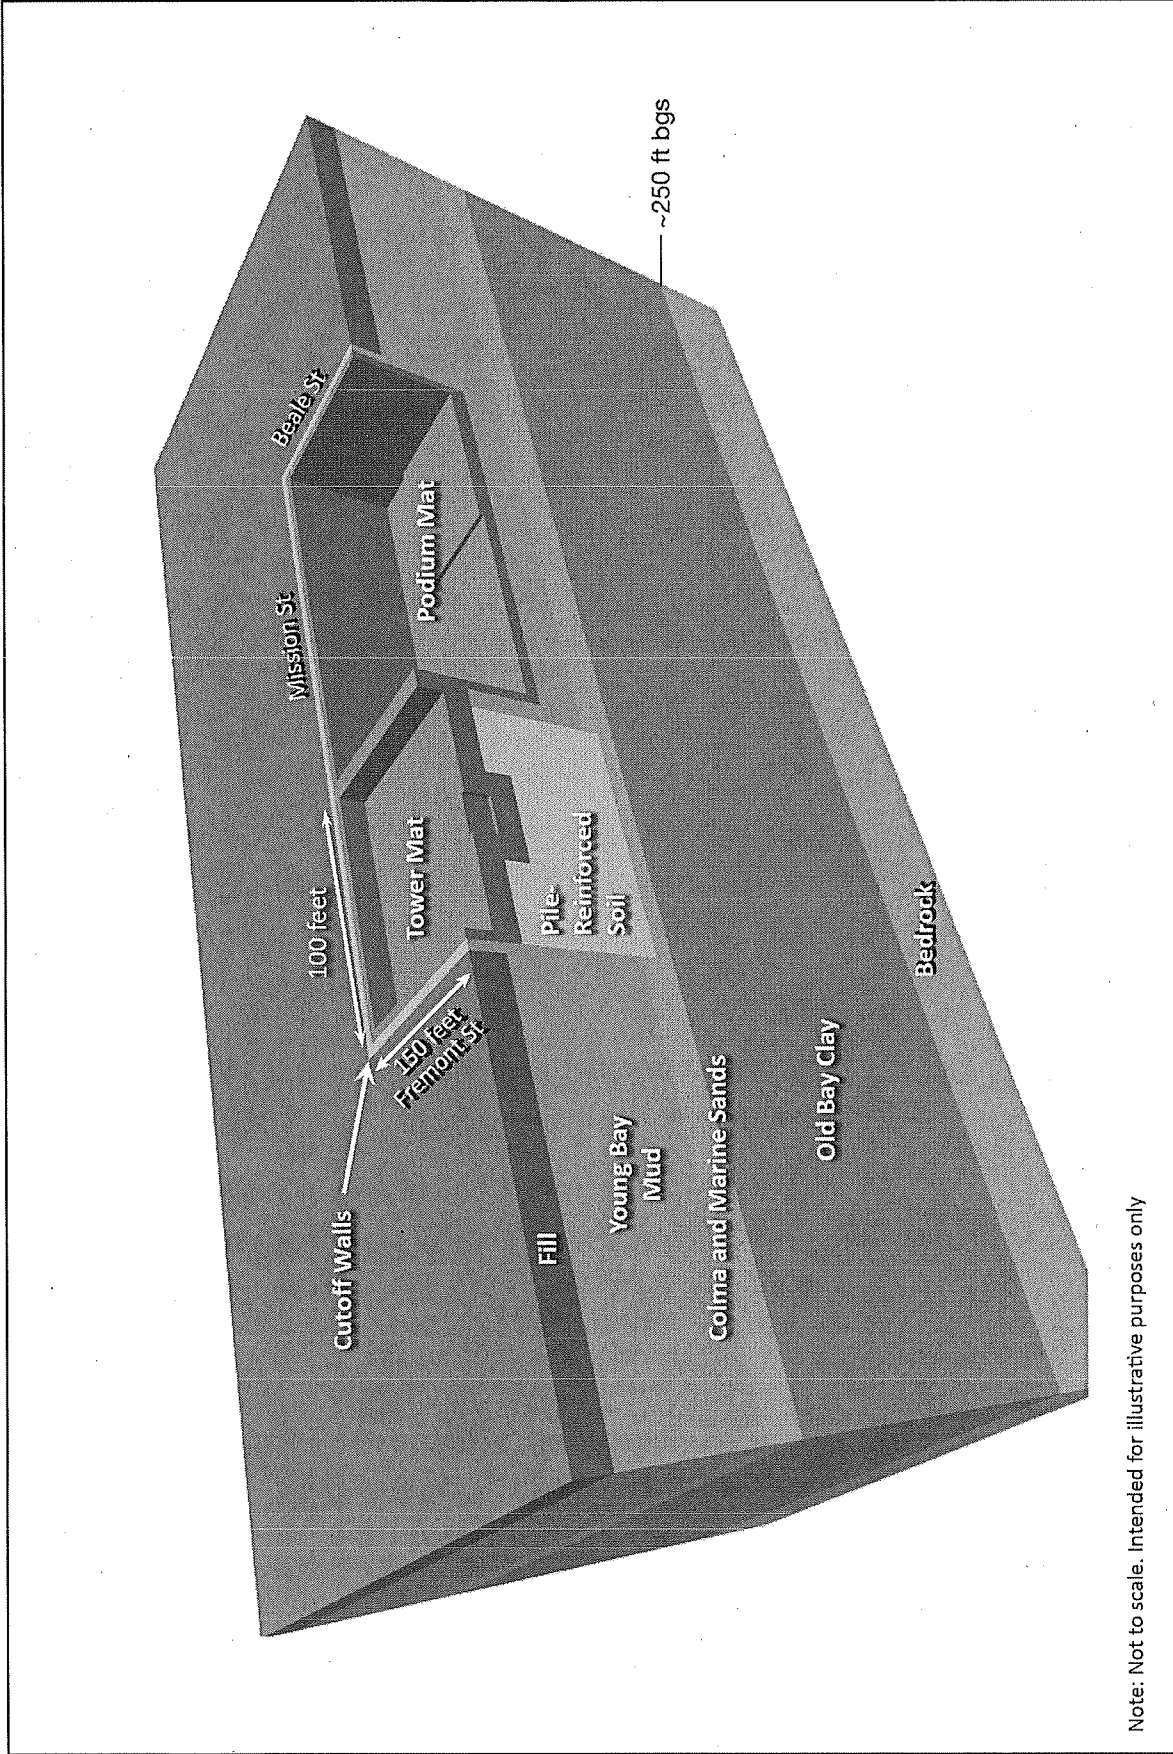 Mission St
Beale St
100 feet
Cutoff Walls
150 feet
Fremont St
Tower Mat
Podium Mat
Fill
Pile-
Reinforced
Soil
Young Bay
Mud
Colma and Marine Sands
Old Bay Clay
Bedrock
~250 ft bgs
Note: Not to scale. Intended for illustrative purposes only